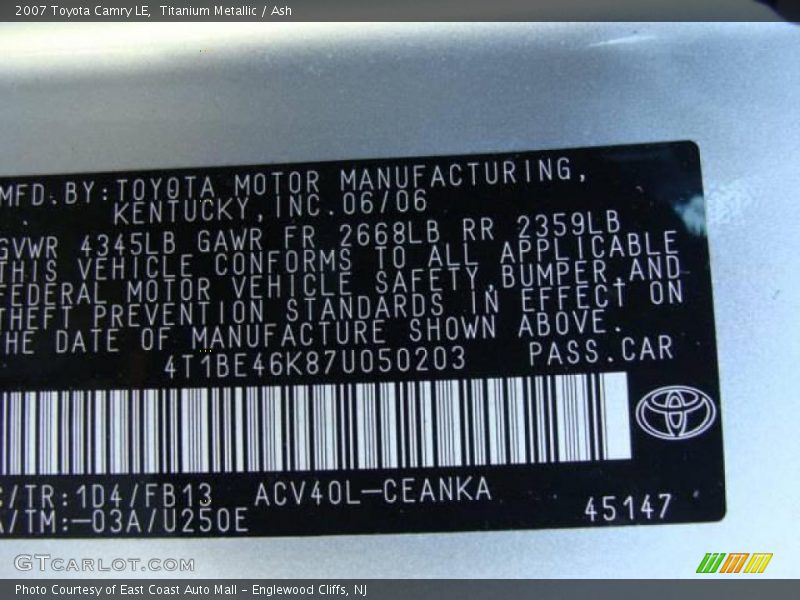 2007 Toyota Camry LE, Titanium Metallic / Ash
MFD.BY:TOYOTA MOTOR MANUFACTURING,
KENTUCKY,INC.06/06
GVWR 4345LB GAWR FR 2668LB RR 2359LB
THIS VEHICLE CONFORMS TO ALL APPLICABLE
FEDERAL MOTOR VEHICLE SAFETY,BUMPER,AND
THEFT PREVENTION STANDARDS IN EFFECT ON
THE DATE OF MANUFACTURE SHOWN ABOVE.
4T1BE46K87U050203 PASS.CAR
/TR:1D4/FB13 ACV40L-CEANKA
A/TM:-03A/U250E 45147
GTCARLOT.COM
Photo Courtesy of East Coast Auto Mall - Englewood Cliffs, NJ